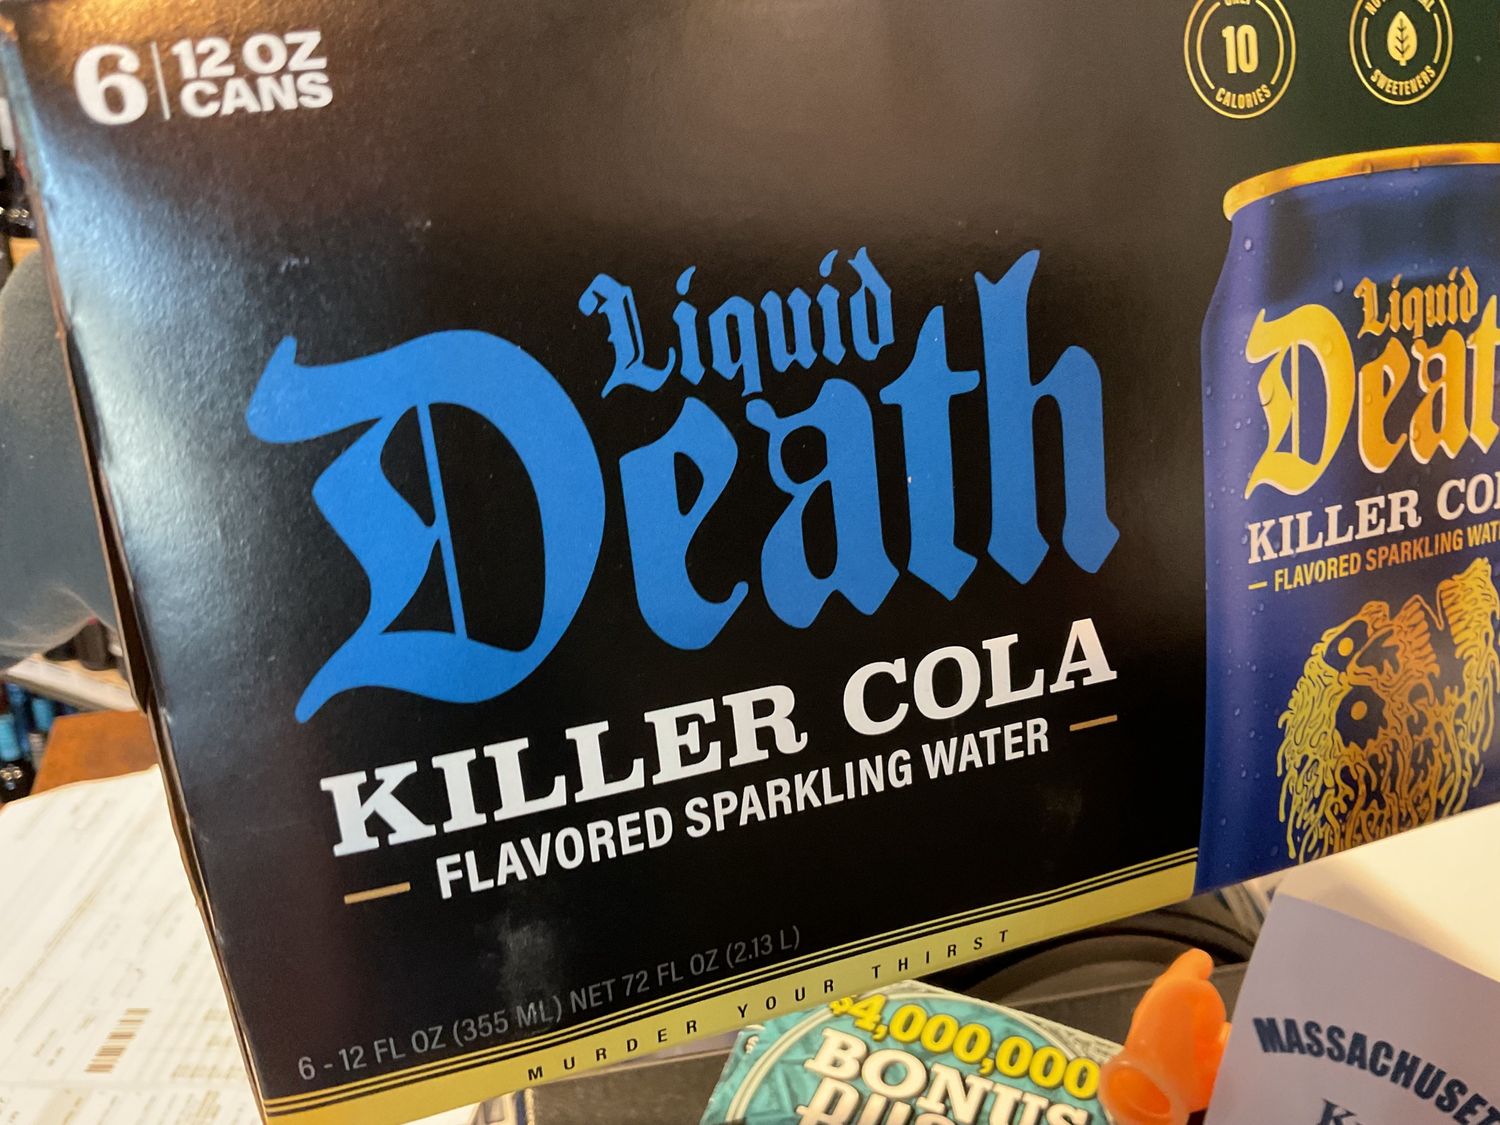 6
12 OZ
CANS
10
CALORIES
SWEETENERS
Liquid
Death
KILLER COLA
FLAVORED SPARKLING WATER
6 - 12 FL OZ (355 ML) NET 72 FL OZ (2.13 L)
MURDER YOUR THIRST
Liquid
Deat
KILLER CO
FLAVORED SPARKLING WAT
$4,000,000
BONUS
MASSACHUSE